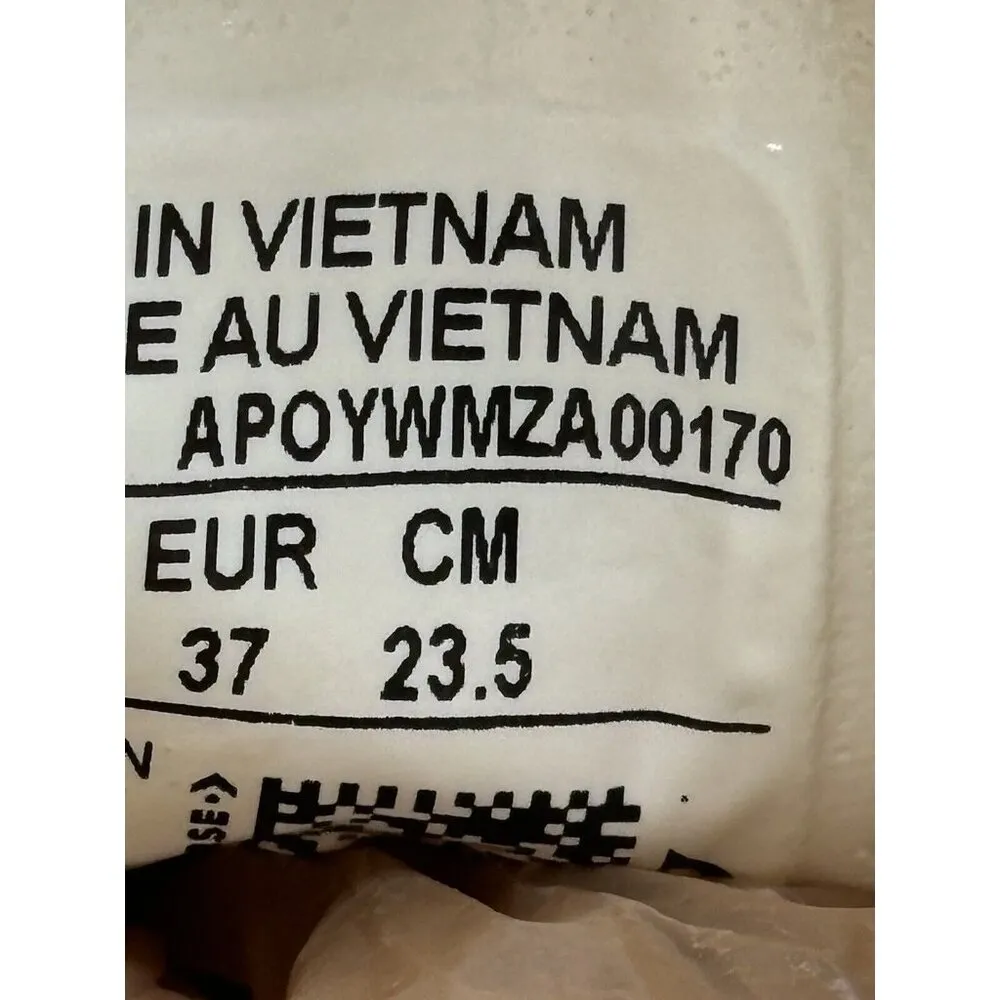 IN VIETNAM
E AU VIETNAM
APOYWMZA00170
EUR CM
37 23.5
N